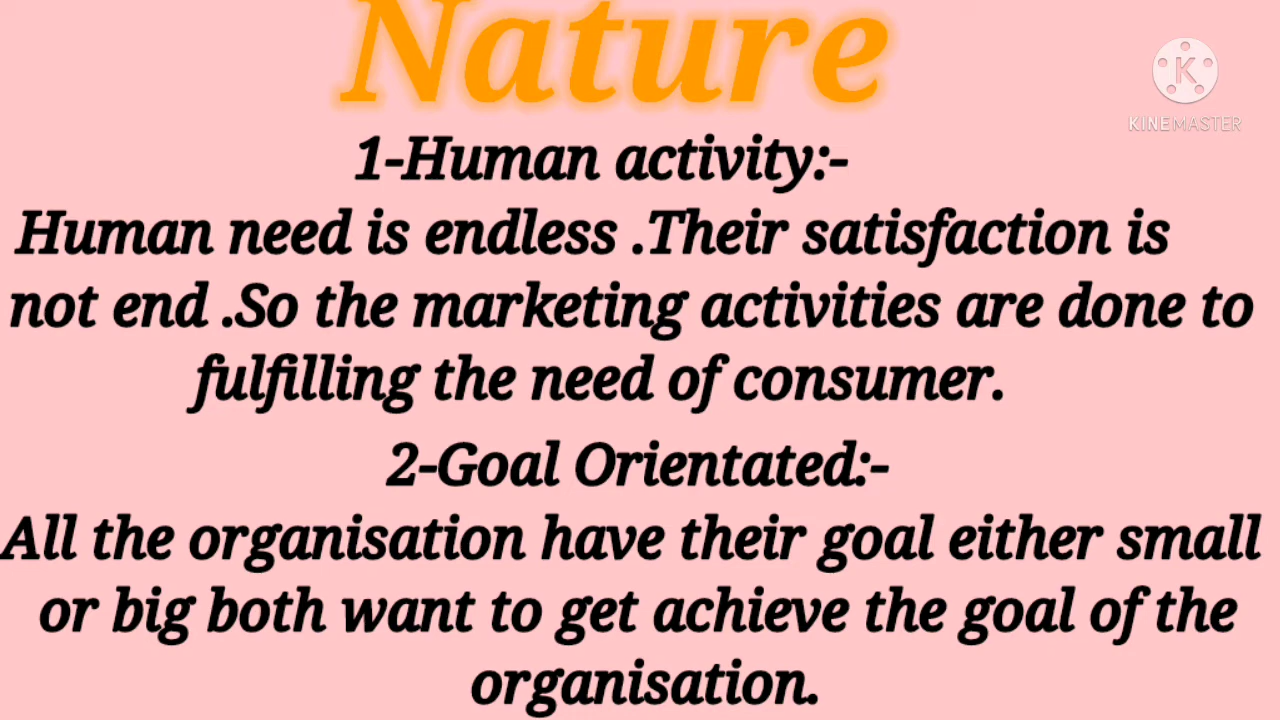 Nature
KINEMASTER
1-Human activity:-
Human need is endless .Their satisfaction is
not end .So the marketing activities are done to
fulfilling the need of consumer.
2-Goal Orientated:-
All the organisation have their goal either small
or big both want to get achieve the goal of the
organisation.